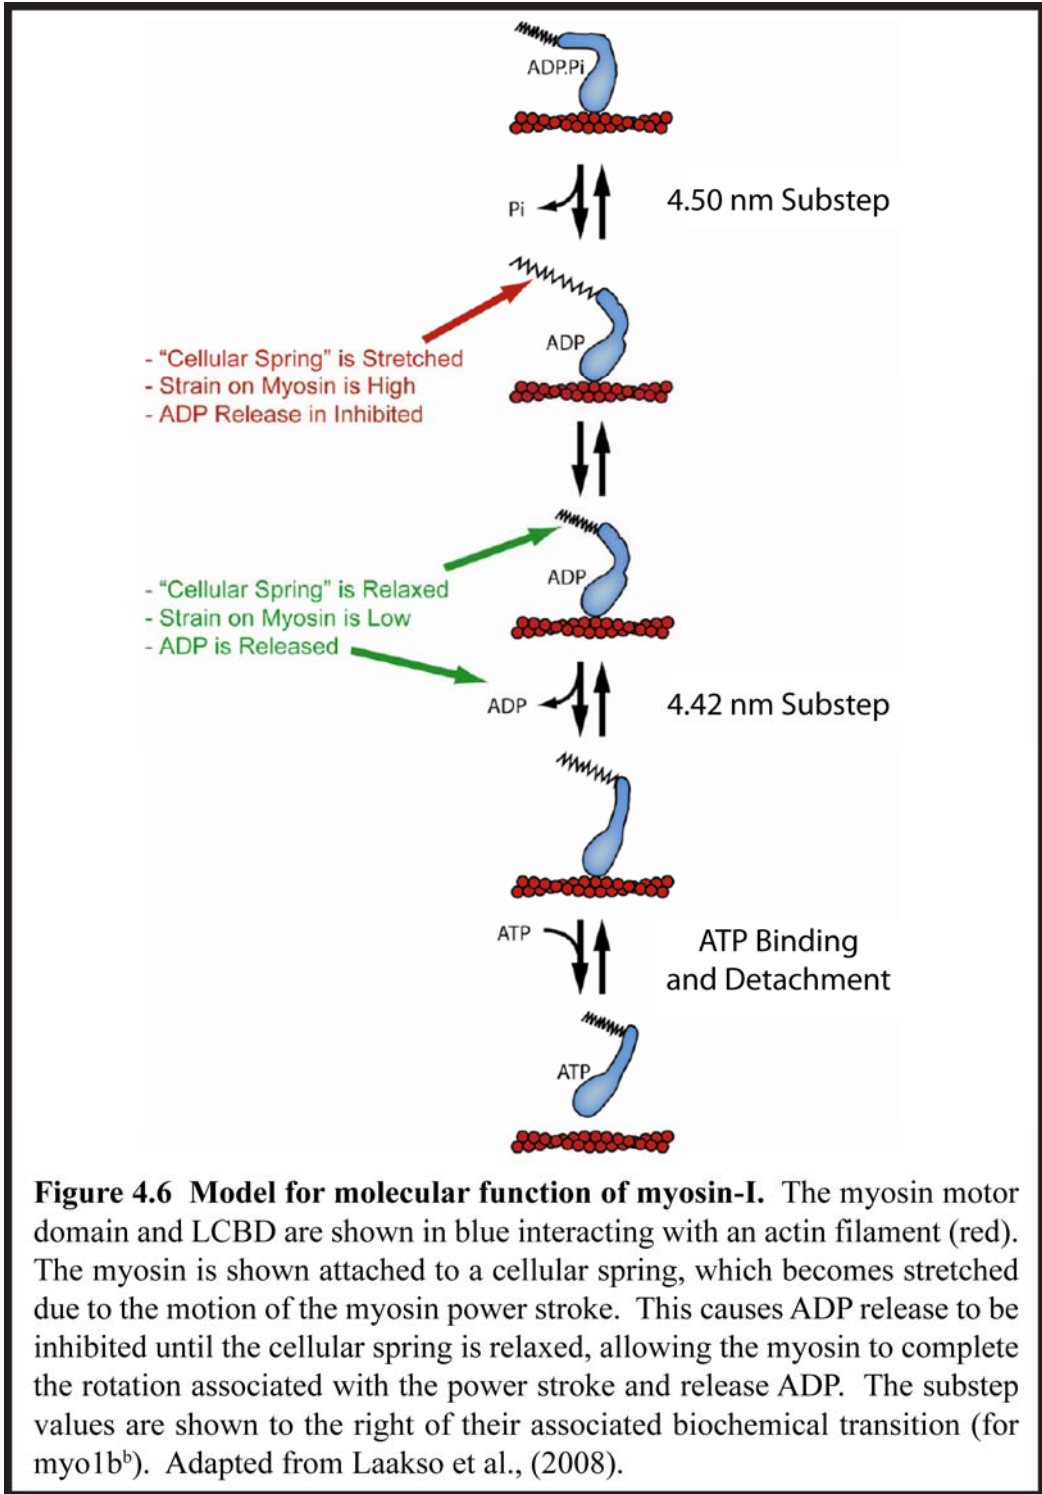 ADP.Pi
Pi
4.50 nm Substep
ADP
- “Cellular Spring” is Stretched
- Strain on Myosin is High
- ADP Release in Inhibited
ADP
- “Cellular Spring” is Relaxed
- Strain on Myosin is Low
- ADP is Released
ADP
4.42 nm Substep
ATP
ATP Binding
and Detachment
ATP
Figure 4.6 Model for molecular function of myosin-I. The myosin motor
domain and LCBD are shown in blue interacting with an actin filament (red).
The myosin is shown attached to a cellular spring, which becomes stretched
due to the motion of the myosin power stroke. This causes ADP release to be
inhibited until the cellular spring is relaxed, allowing the myosin to complete
the rotation associated with the power stroke and release ADP. The substep
values are shown to the right of their associated biochemical transition (for
myo1bᵇ). Adapted from Laakso et al., (2008).